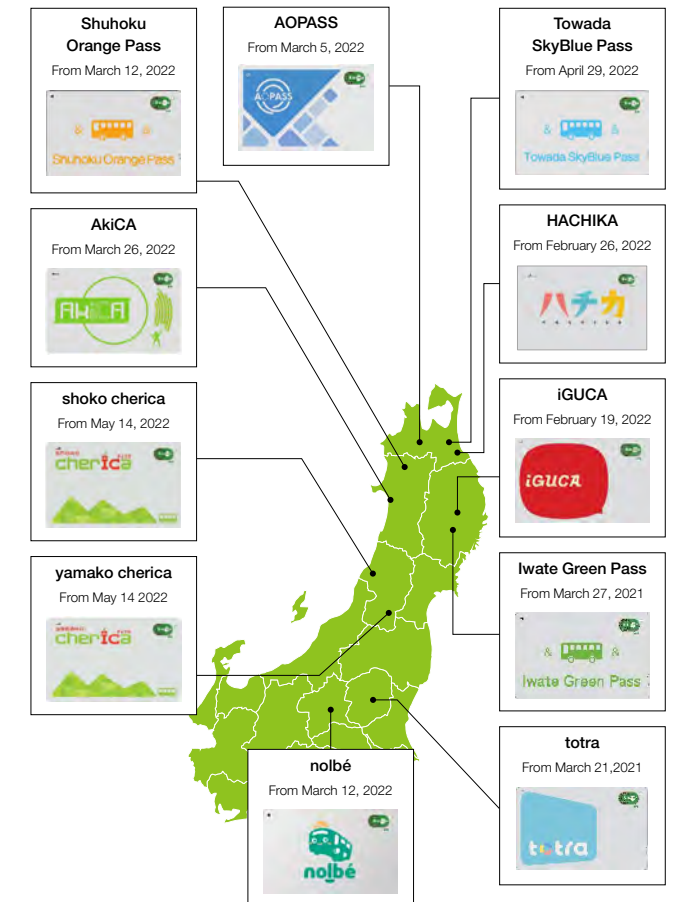 Shuhoku
Orange Pass
From March 12, 2022
& &
Shuhoku Orange Pass
AOPASS
From March 5, 2022
AOPASS
Towada
SkyBlue Pass
From April 29, 2022
& &
Towada SkyBlue Pass
AkiCA
From March 26, 2022
AkiCA
HACHIKA
From February 26, 2022
ハチカ
shoko cherica
From May 14, 2022
cherica
iGUCA
From February 19, 2022
iGUCA
yamako cherica
From May 14 2022
cherica
Iwate Green Pass
From March 27, 2021
& &
Iwate Green Pass
nolbé
From March 12, 2022
nolbé
totra
From March 21,2021
totra